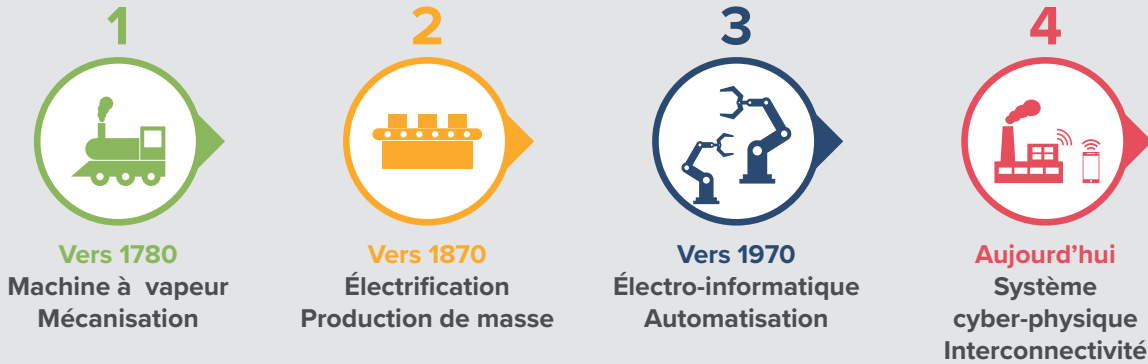 1
Vers 1780
Machine à vapeur
Mécanisation
2
Vers 1870
Électrification
Production de masse
3
Vers 1970
Électro-informatique
Automatisation
4
Aujourd’hui
Système
cyber-physique
Interconnectivité